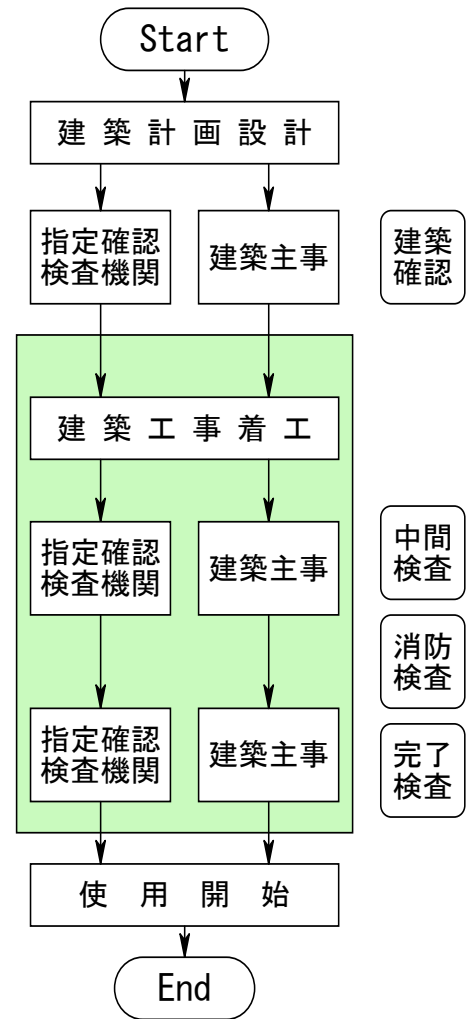 Start
建築計画設計
指定確認
検査機関
建築主事
建築
確認
建築工事着工
指定確認
検査機関
建築主事
中間
検査
消防
検査
指定確認
検査機関
建築主事
完了
検査
使用開始
End